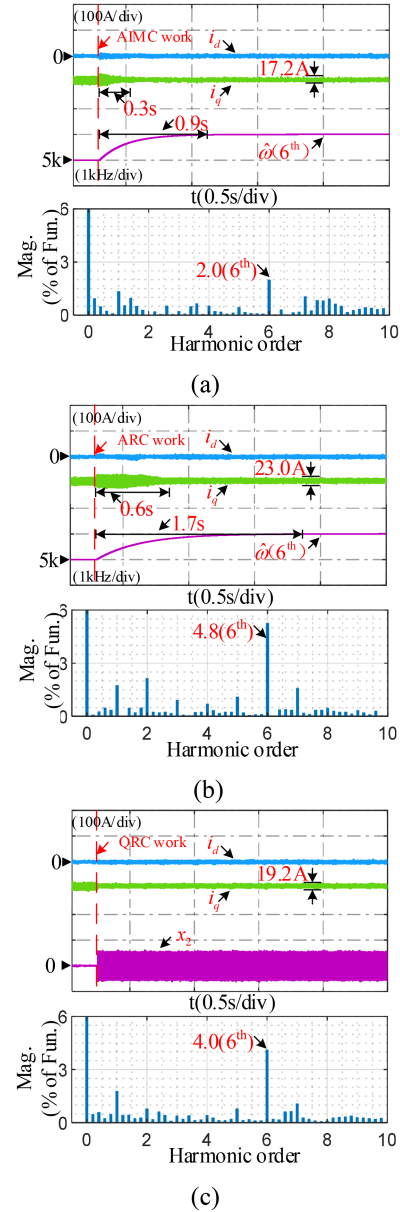 (100A/div)
AIMC work
i_d
0
17.2A
i_q
0.3s
0.9s
ω̂(6th)
5k
(1kHz/div)
t(0.5s/div)
6
3
0
Mag.
(% of Fun.)
2.0(6th)
0 2 4 6 8 10
Harmonic order
(a)
(100A/div)
ARC work
i_d
0
23.0A
i_q
0.6s
1.7s
ω̂(6th)
5k
(1kHz/div)
t(0.5s/div)
6
3
0
Mag.
(% of Fun.)
4.8(6th)
0 2 4 6 8 10
Harmonic order
(b)
(100A/div)
QRC work
i_d
0
19.2A
i_q
x_2
0
t(0.5s/div)
6
3
0
Mag.
(% of Fun.)
4.0(6th)
0 2 4 6 8 10
Harmonic order
(c)